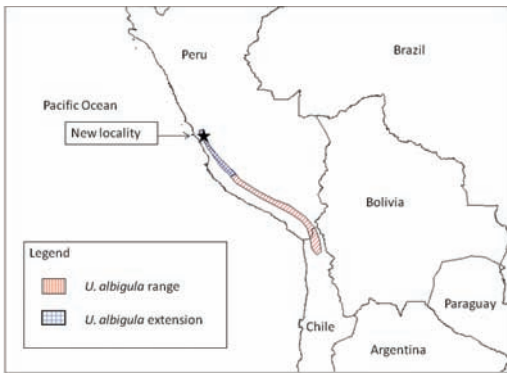 Peru
Brazil
Pacific Ocean
New locality
Bolivia
Legend
U. albigula range
U. albigula extension
Paraguay
Chile
Argentina